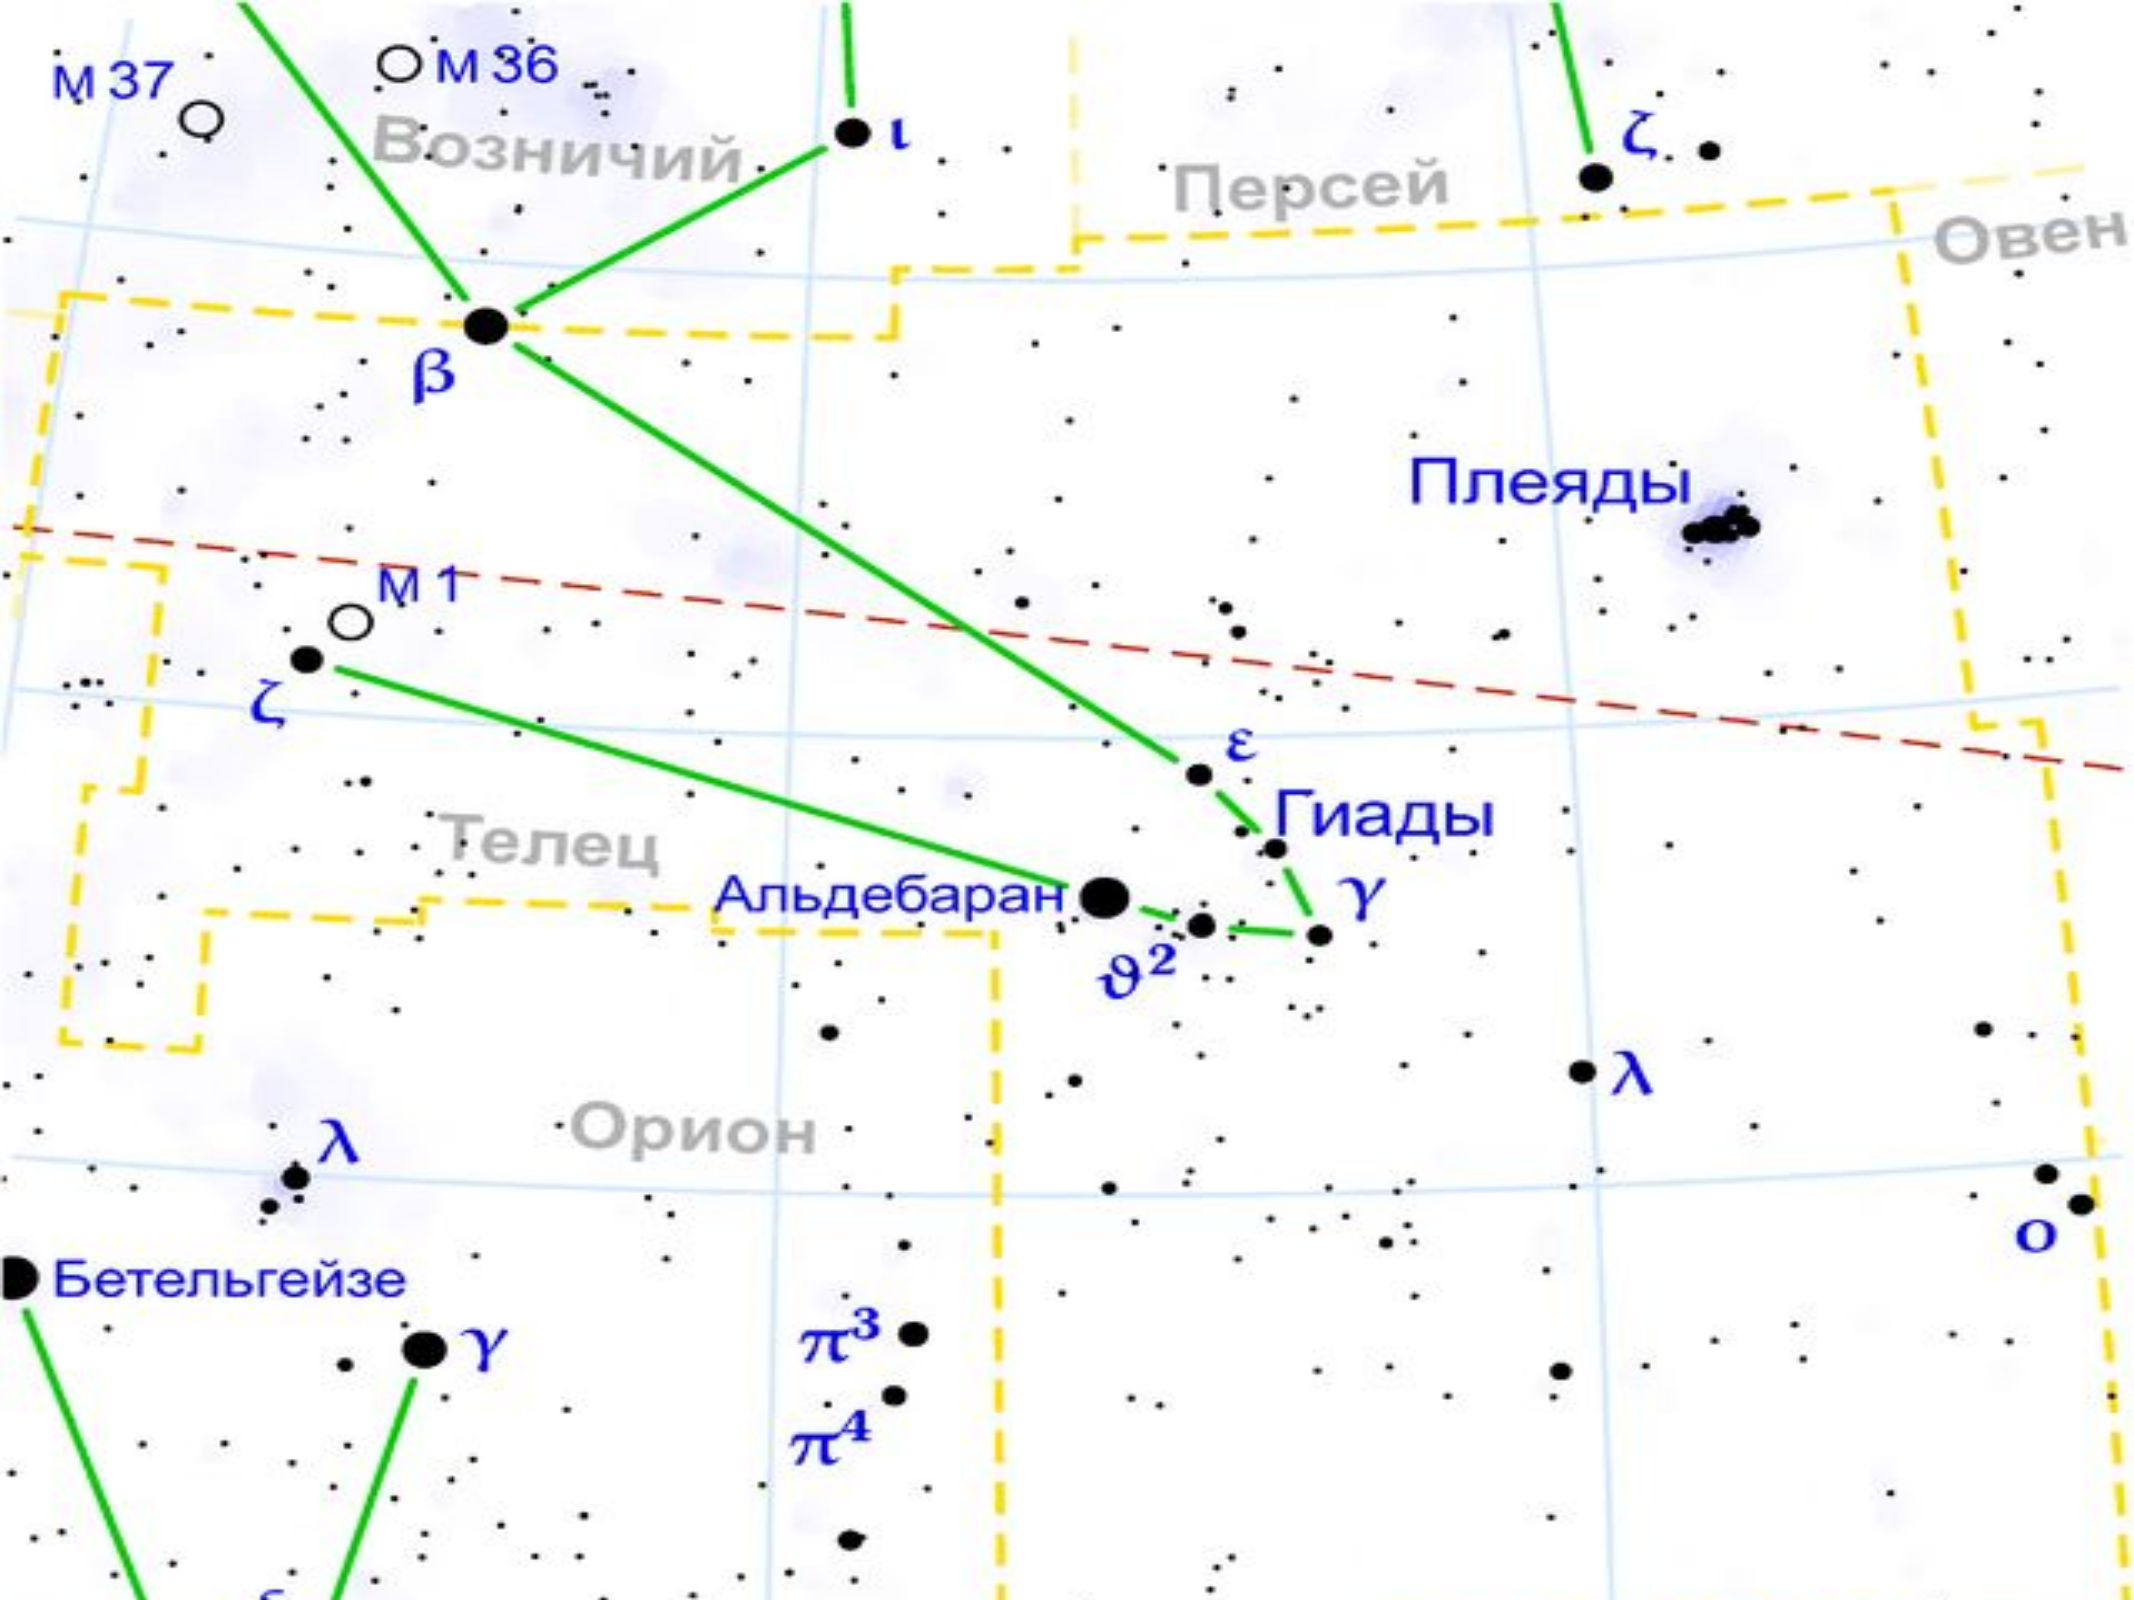 М 37
М 36
Возничий
ι
Персей
ζ
Овен
β
Плеяды
М 1
ζ
ε
Гиады
Телец
Альдебаран
γ
ϑ²
λ
Орион
λ
ο
Бетельгейзе
π³
γ
π⁴